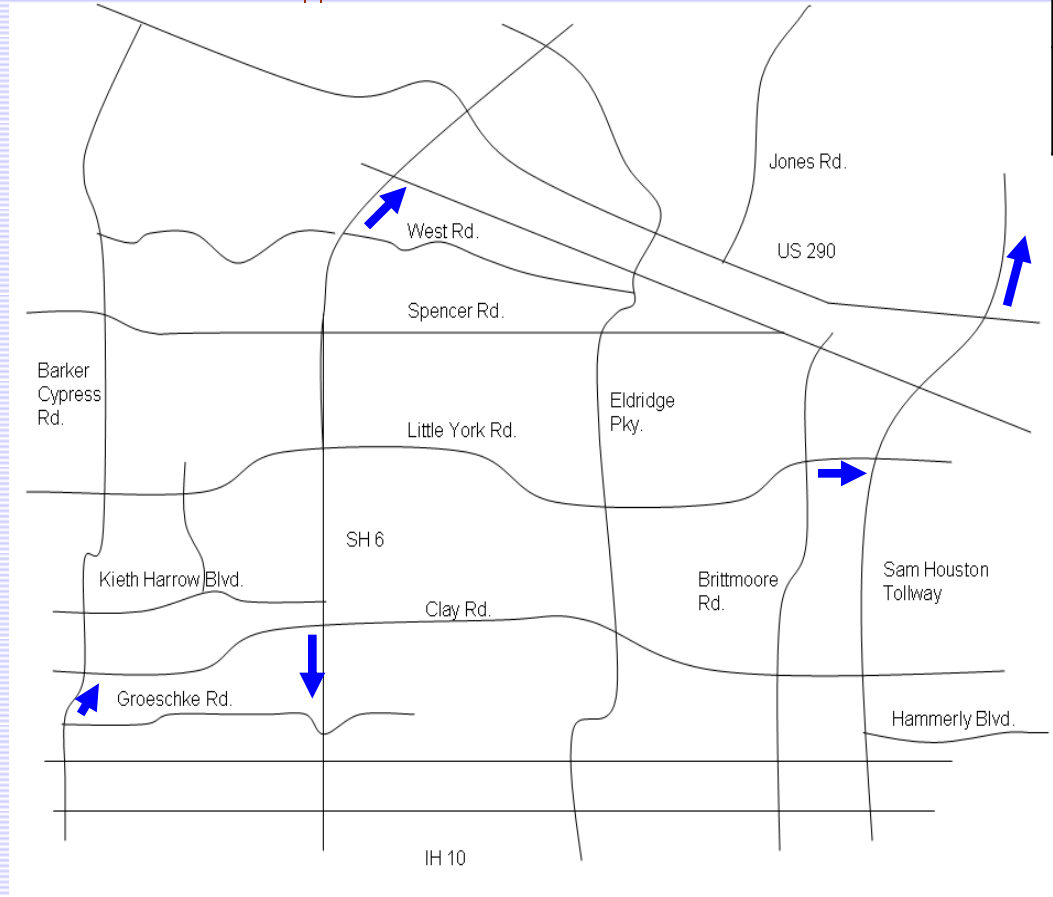 Jones Rd.
West Rd.
US 290
Spencer Rd.
Barker
Cypress
Rd.
Eldridge
Pky.
Little York Rd.
SH 6
Kieth Harrow Blvd.
Brittmoore
Rd.
Sam Houston
Tollway
Clay Rd.
Groeschke Rd.
Hammerly Blvd.
IH 10